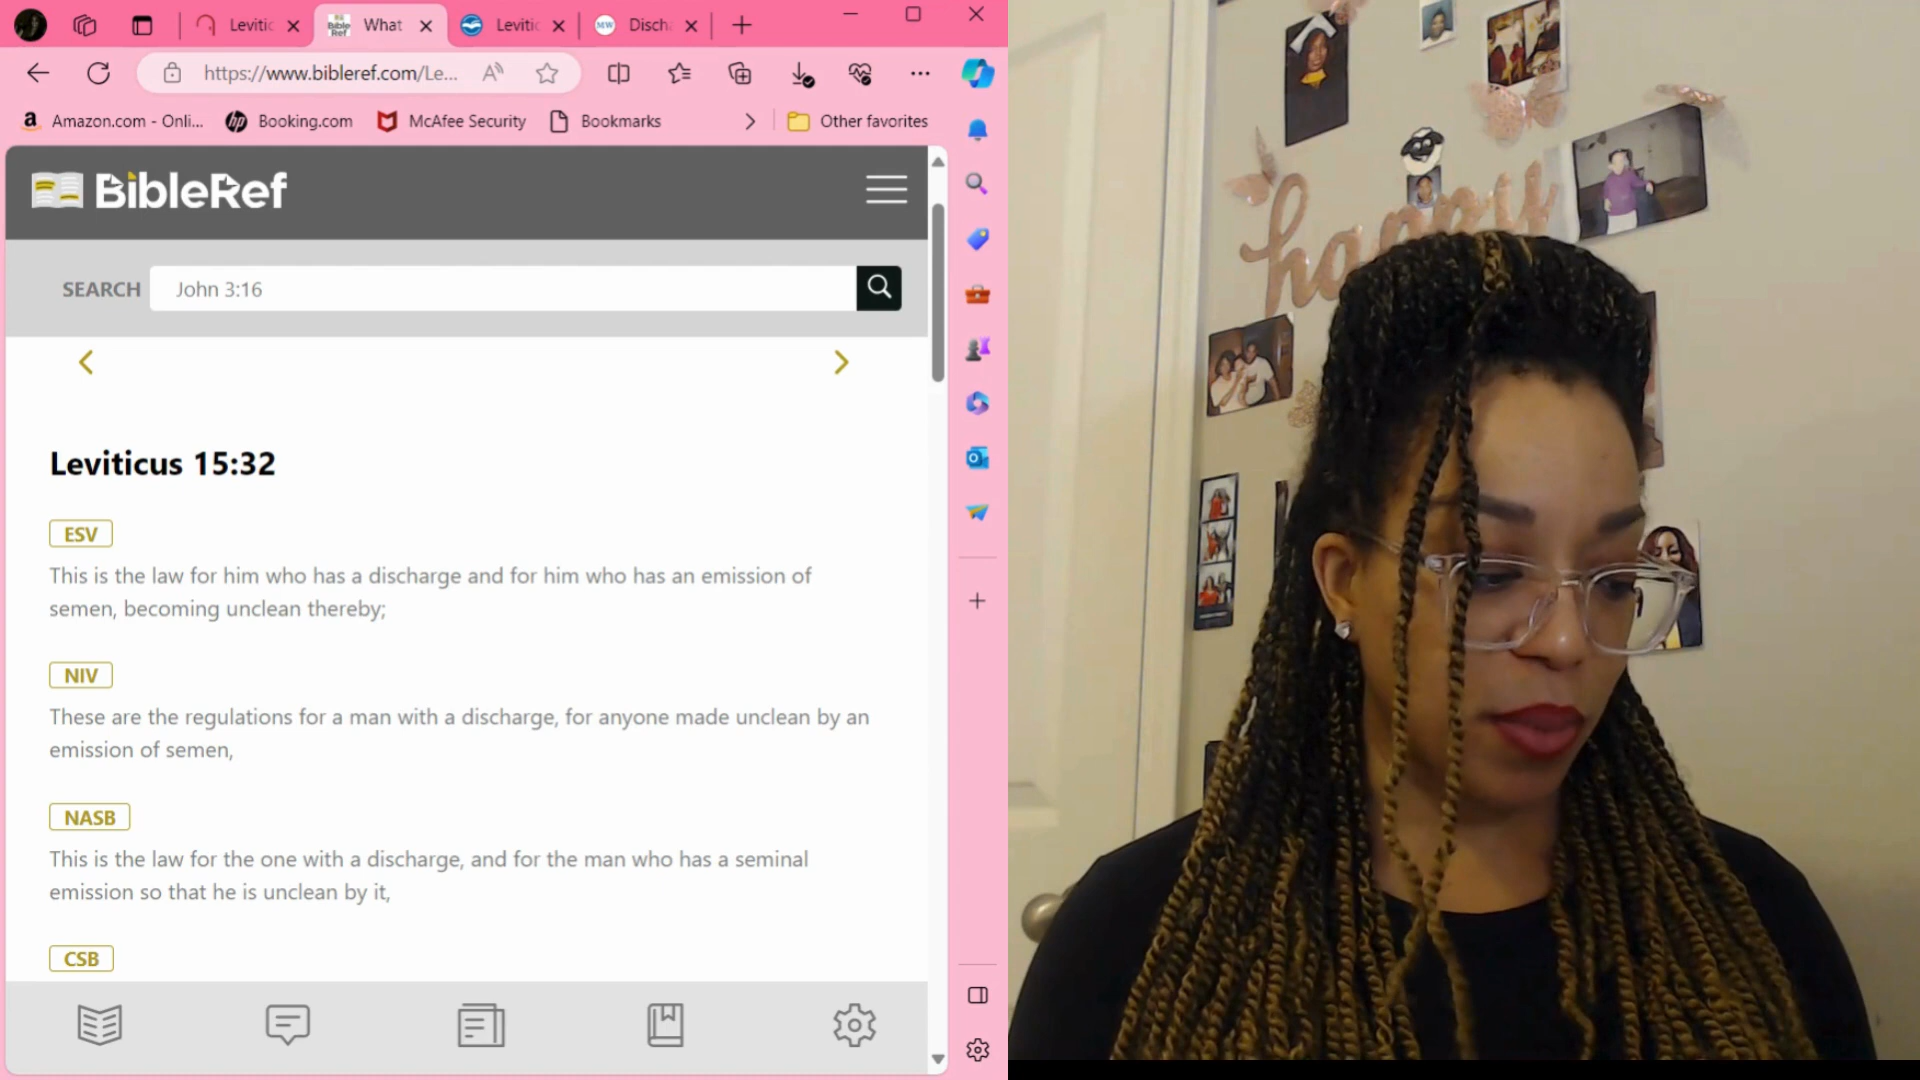 Levitic
What
Levitic
Disch
https://www.bibleref.com/Le...
Amazon.com - Onli...
Booking.com
McAfee Security
Bookmarks
Other favorites
BibleRef
SEARCH
John 3:16
Leviticus 15:32
ESV
This is the law for him who has a discharge and for him who has an emission of
semen, becoming unclean thereby;
NIV
These are the regulations for a man with a discharge, for anyone made unclean by an
emission of semen,
NASB
This is the law for the one with a discharge, and for the man who has a seminal
emission so that he is unclean by it,
CSB
happy